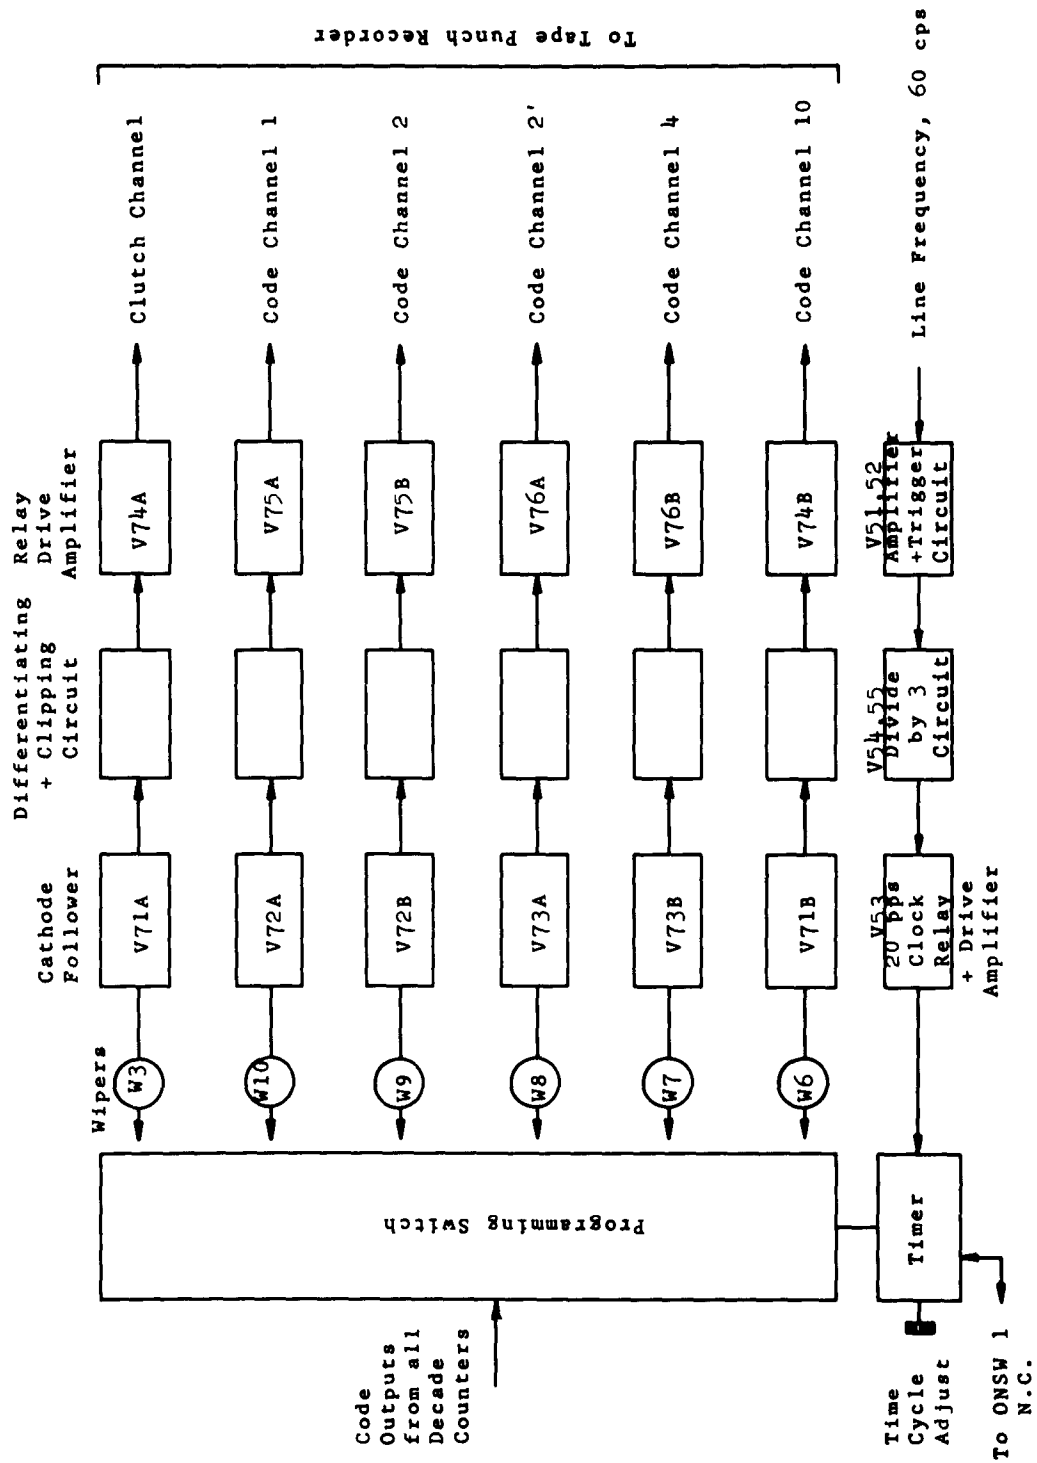 To Tape Punch Recorder
Clutch Channel
Code Channel 1
Code Channel 2
Code Channel 2'
Code Channel 4
Code Channel 10
Line Frequency, 60 cps
Relay
Drive
Amplifier
V74A
V75A
V75B
V76A
V76B
V74B
V51,52
Amplifier
+Trigger
Circuit
Differentiating
+ Clipping
Circuit
V54,55
Divide
by 3
Circuit
Cathode
Follower
V71A
V72A
V72B
V73A
V73B
V71B
V53
20 pps
Clock
Relay
+ Drive
Amplifier
Wipers
W3
W10
W9
W8
W7
W6
Programming Switch
Timer
Code
Outputs
from all
Decade
Counters
Time
Cycle
Adjust
To ONSW 1
N.C.